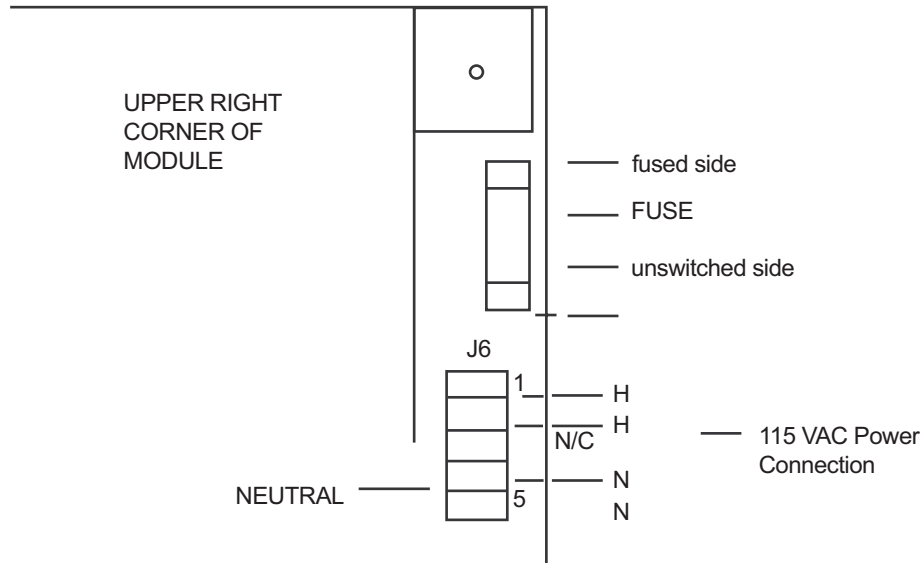 UPPER RIGHT
CORNER OF
MODULE
fused side
FUSE
unswitched side
J6
1
H
H
N/C
115 VAC Power
Connection
NEUTRAL
5
N
N